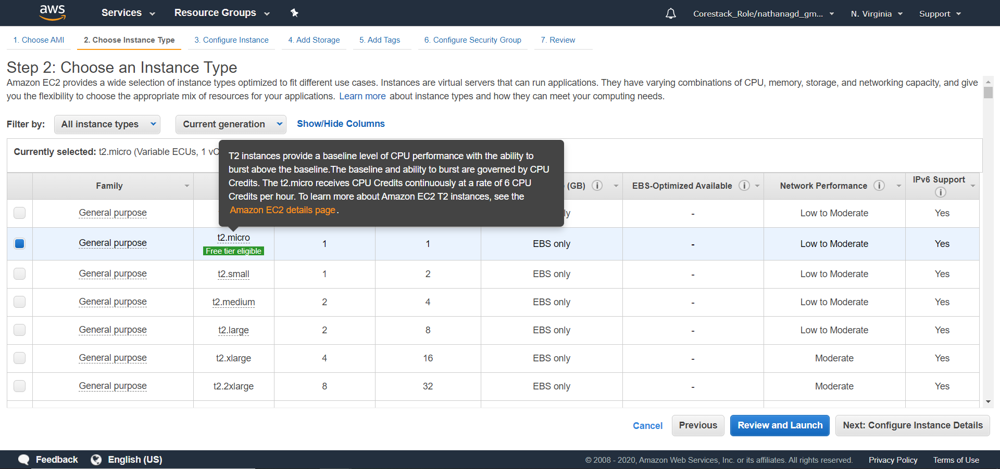 aws
Services
Resource Groups
Corestack_Role/nathanagd_gm...
N. Virginia
Support
1. Choose AMI
2. Choose Instance Type
3. Configure Instance
4. Add Storage
5. Add Tags
6. Configure Security Group
7. Review
Step 2: Choose an Instance Type
Amazon EC2 provides a wide selection of instance types optimized to fit different use cases. Instances are virtual servers that can run applications. They have varying combinations of CPU, memory, storage, and networking capacity, and give
you the flexibility to choose the appropriate mix of resources for your applications. Learn more about instance types and how they can meet your computing needs.
Filter by: All instance types Current generation Show/Hide Columns
Currently selected: t2.micro (Variable ECUs, 1 vC
T2 instances provide a baseline level of CPU performance with the ability to
burst above the baseline.The baseline and ability to burst are governed by CPU
Credits. The t2.micro receives CPU Credits continuously at a rate of 6 CPU
Credits per hour. To learn more about Amazon EC2 T2 instances, see the
Amazon EC2 details page.
Family (GB) EBS-Optimized Available Network Performance IPv6 Support
General purpose ly - Low to Moderate Yes
General purpose t2.micro 1 1 EBS only - Low to Moderate Yes
Free tier eligible
General purpose t2.small 1 2 EBS only - Low to Moderate Yes
General purpose t2.medium 2 4 EBS only - Low to Moderate Yes
General purpose t2.large 2 8 EBS only - Low to Moderate Yes
General purpose t2.xlarge 4 16 EBS only - Moderate Yes
General purpose t2.2xlarge 8 32 EBS only - Moderate Yes
Cancel Previous Review and Launch Next: Configure Instance Details
Feedback English (US) © 2008 - 2020, Amazon Web Services, Inc. or its affiliates. All rights reserved. Privacy Policy Terms of Use